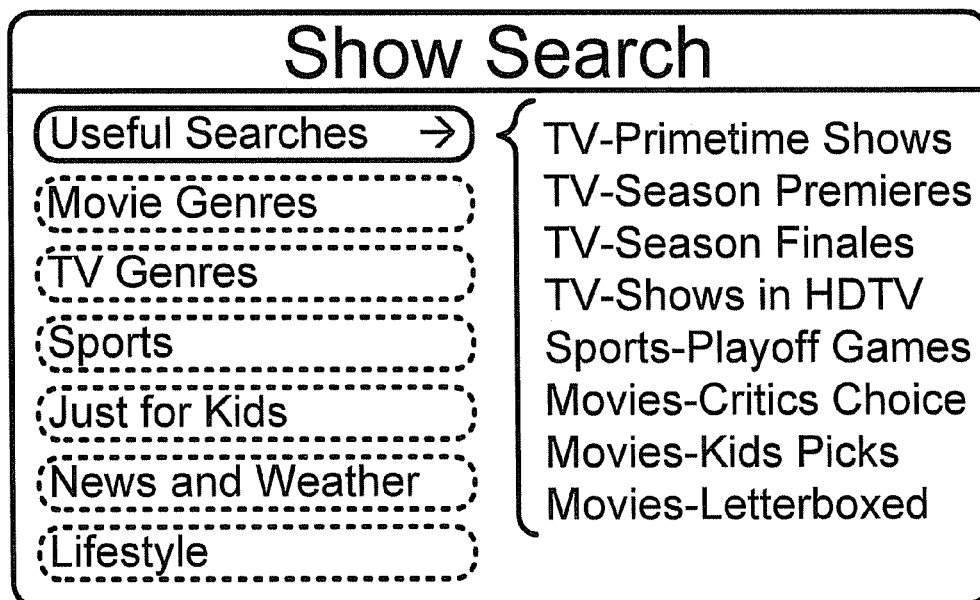 Show Search
Useful Searches →
Movie Genres
TV Genres
Sports
Just for Kids
News and Weather
Lifestyle
TV-Primetime Shows
TV-Season Premieres
TV-Season Finales
TV-Shows in HDTV
Sports-Playoff Games
Movies-Critics Choice
Movies-Kids Picks
Movies-Letterboxed